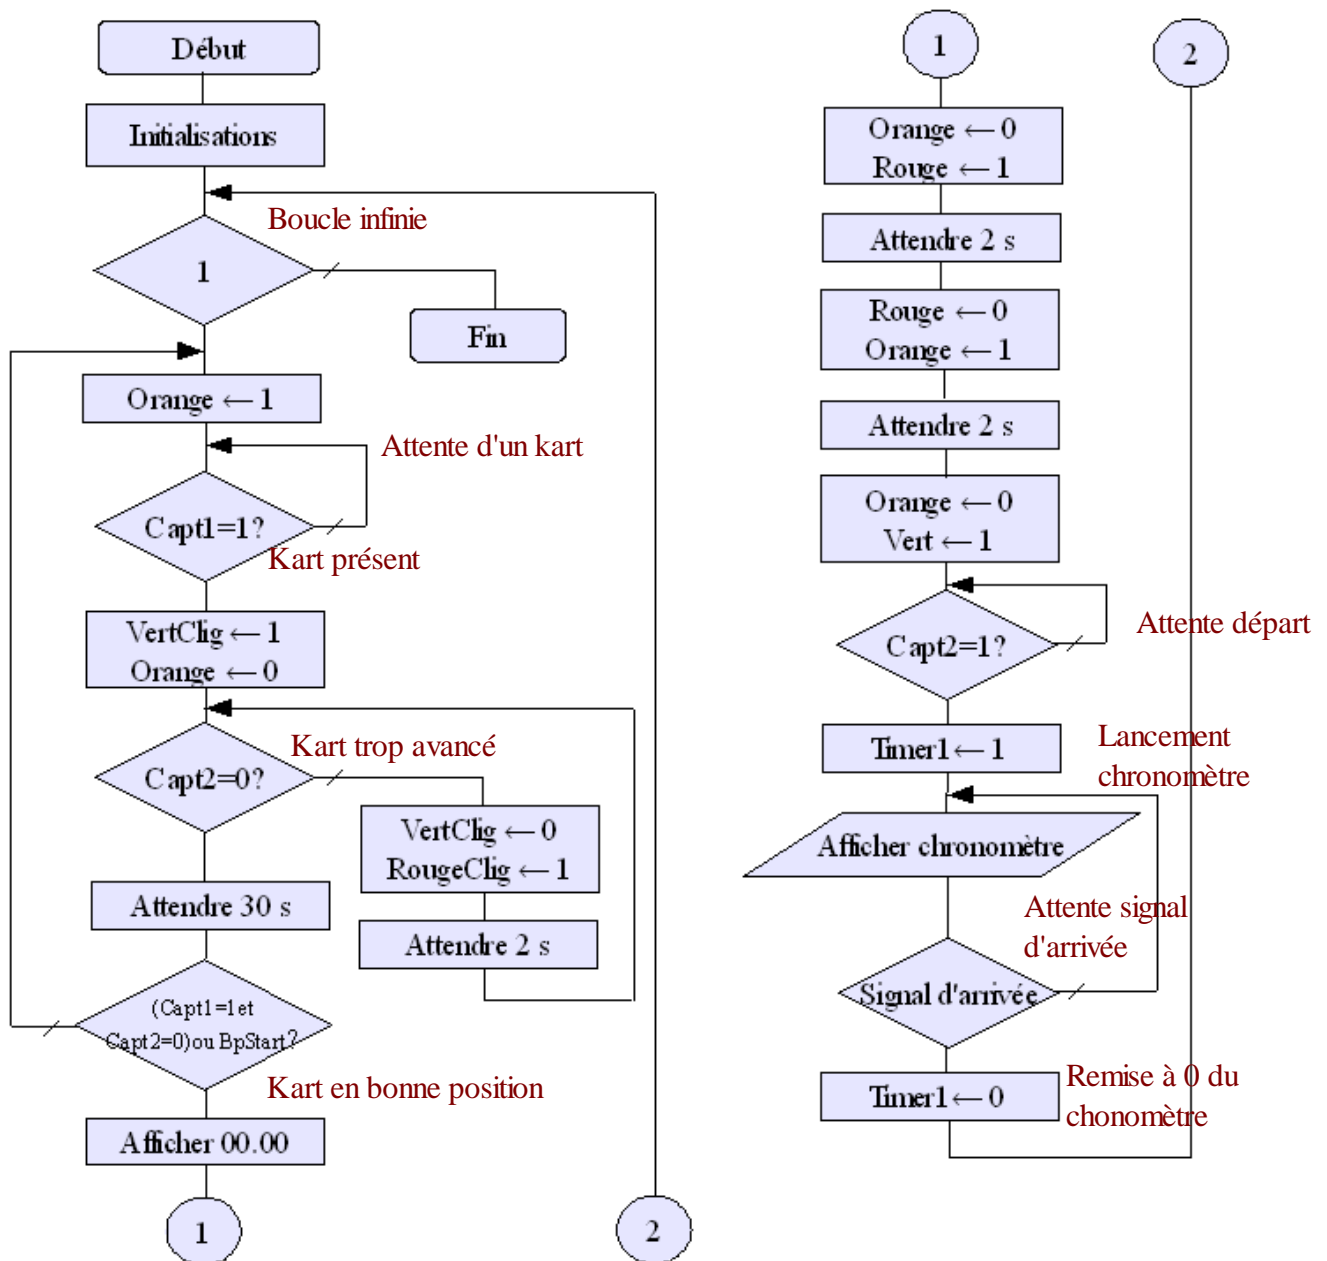 Début
Initialisations
Boucle infinie
1
Fin
Orange ← 1
Attente d'un kart
Capt1=1?
Kart présent
VertClig ← 1
Orange ← 0
Kart trop avancé
Capt2=0?
VertClig ← 0
RougeClig ← 1
Attendre 2 s
Attendre 30 s
(Capt1=1et
Capt2=0)ou BpStart?
Kart en bonne position
Afficher 00.00
1
2
1
2
Orange ← 0
Rouge ← 1
Attendre 2 s
Rouge ← 0
Orange ← 1
Attendre 2 s
Orange ← 0
Vert ← 1
Capt2=1?
Attente départ
Timer1 ← 1
Lancement
chronomètre
Afficher chronomètre
Attente signal
d'arrivée
Signal d'arrivée
Timer1 ← 0
Remise à 0 du
chonomètre